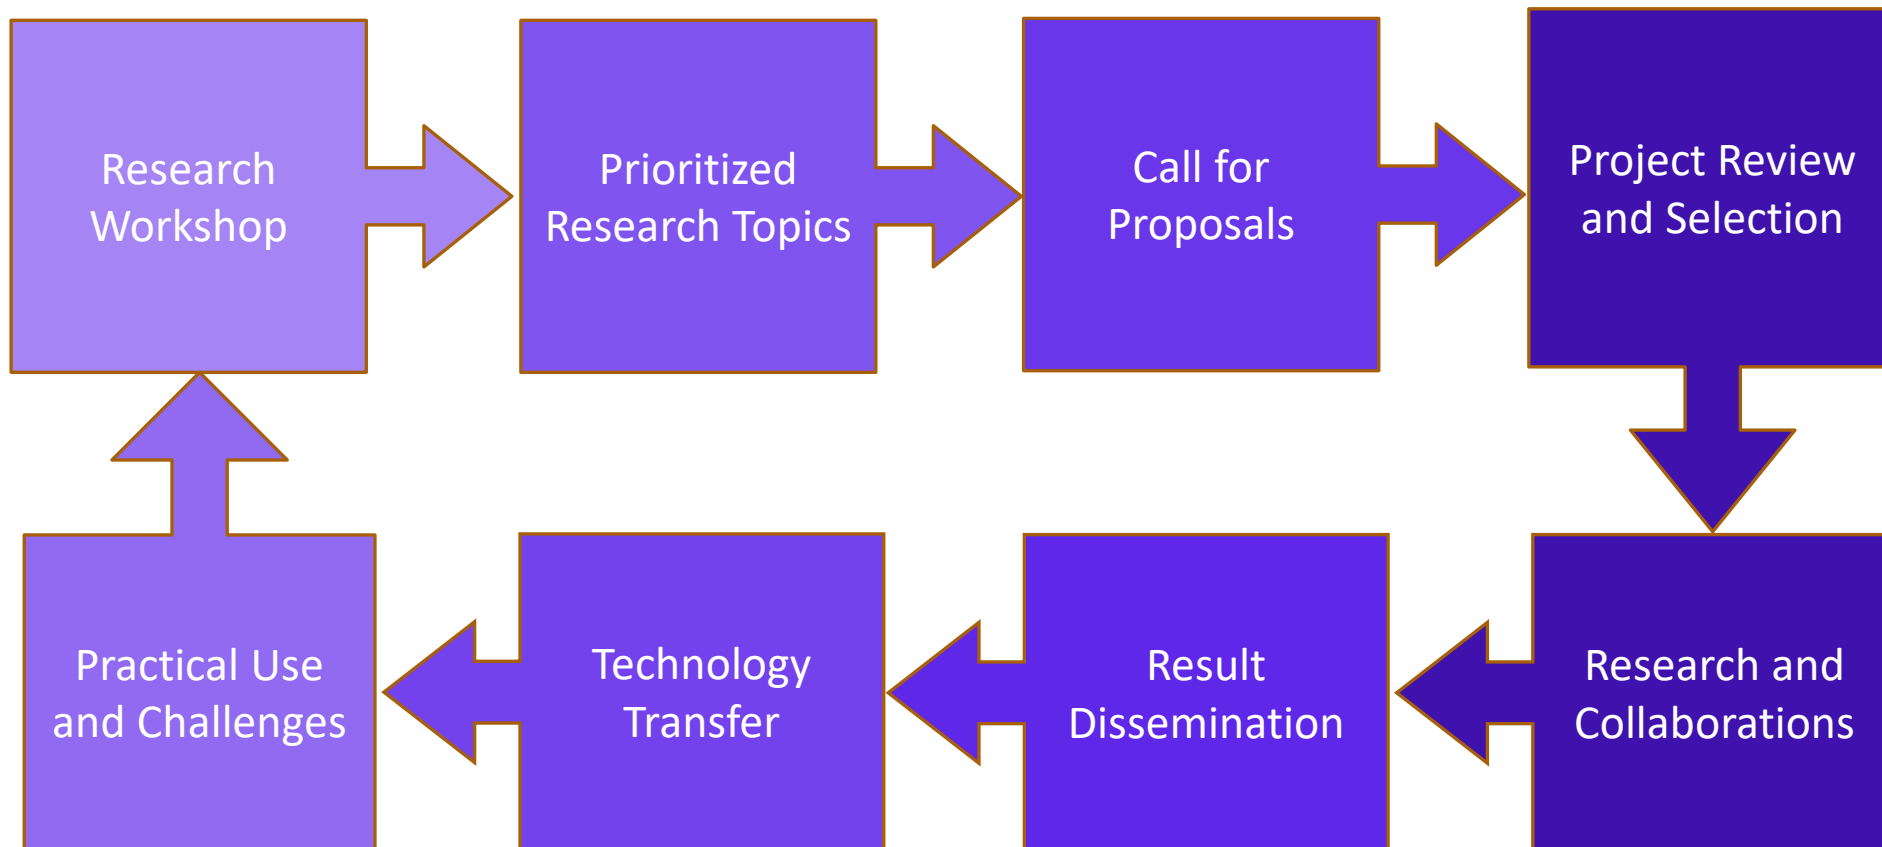 Research
Workshop
Prioritized
Research Topics
Call for
Proposals
Project Review
and Selection
Practical Use
and Challenges
Technology
Transfer
Result
Dissemination
Research and
Collaborations